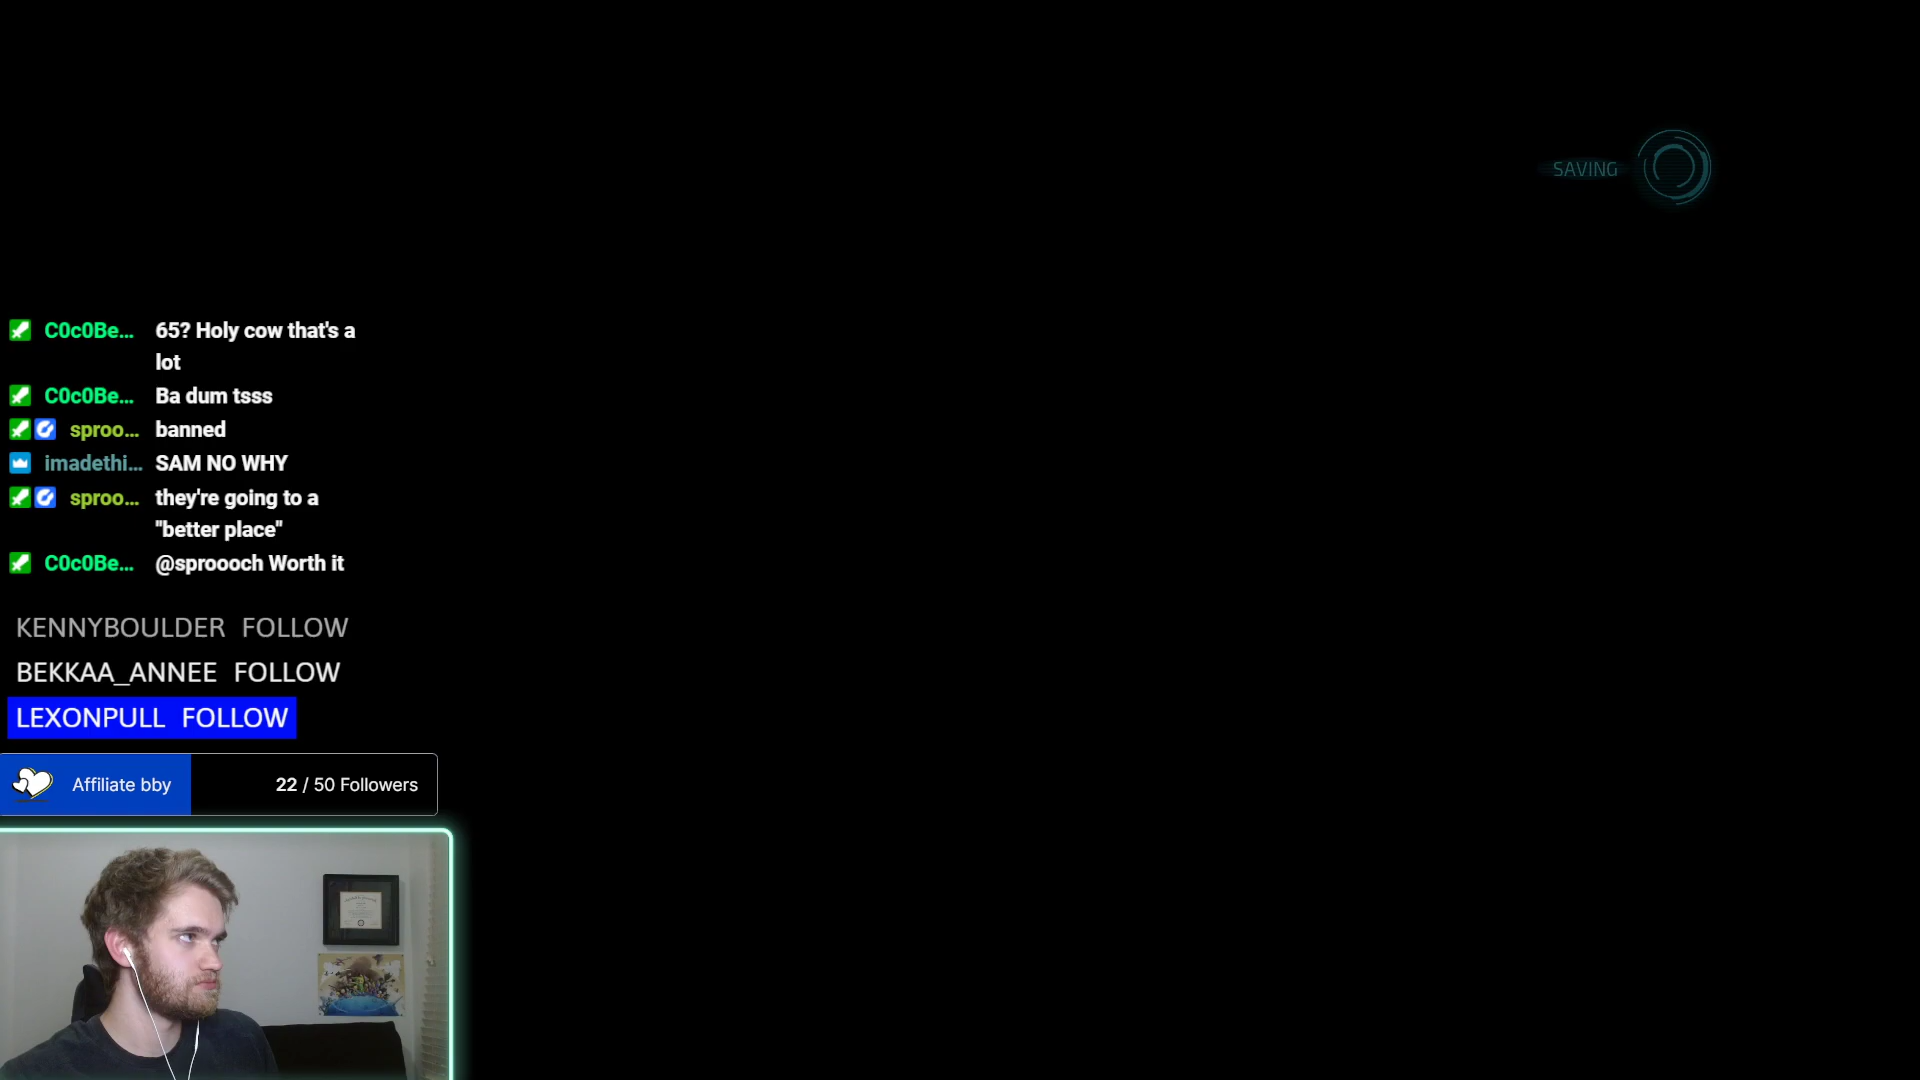 SAVING
C0c0Be... 65? Holy cow that's a
lot
C0c0Be... Ba dum tsss
sproo... banned
imadethi... SAM NO WHY
sproo... they're going to a
"better place"
C0c0Be... @sproooch Worth it
KENNYBOULDER FOLLOW
BEKKAA_ANNEE FOLLOW
LEXONPULL FOLLOW
Affiliate bby 22 / 50 Followers